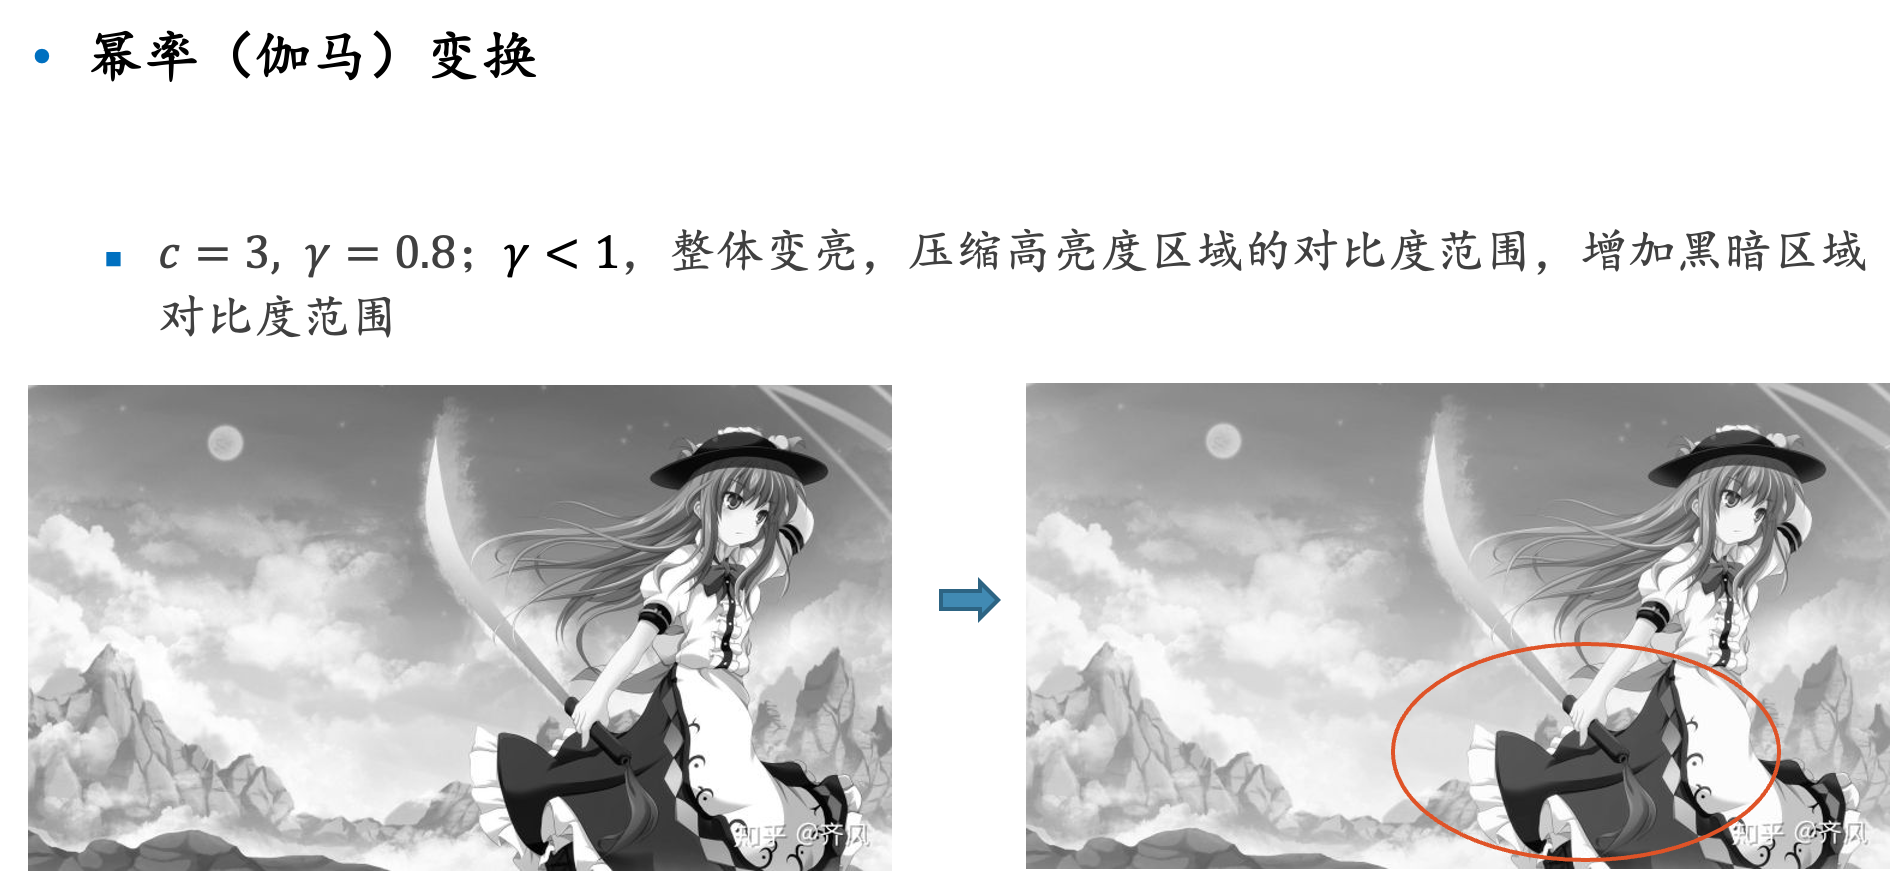 • 幂率（伽马）变换
▪ c = 3, γ = 0.8；γ < 1，整体变亮，压缩高亮度区域的对比度范围，增加黑暗区域
对比度范围
知乎 @齐风
知乎 @齐风